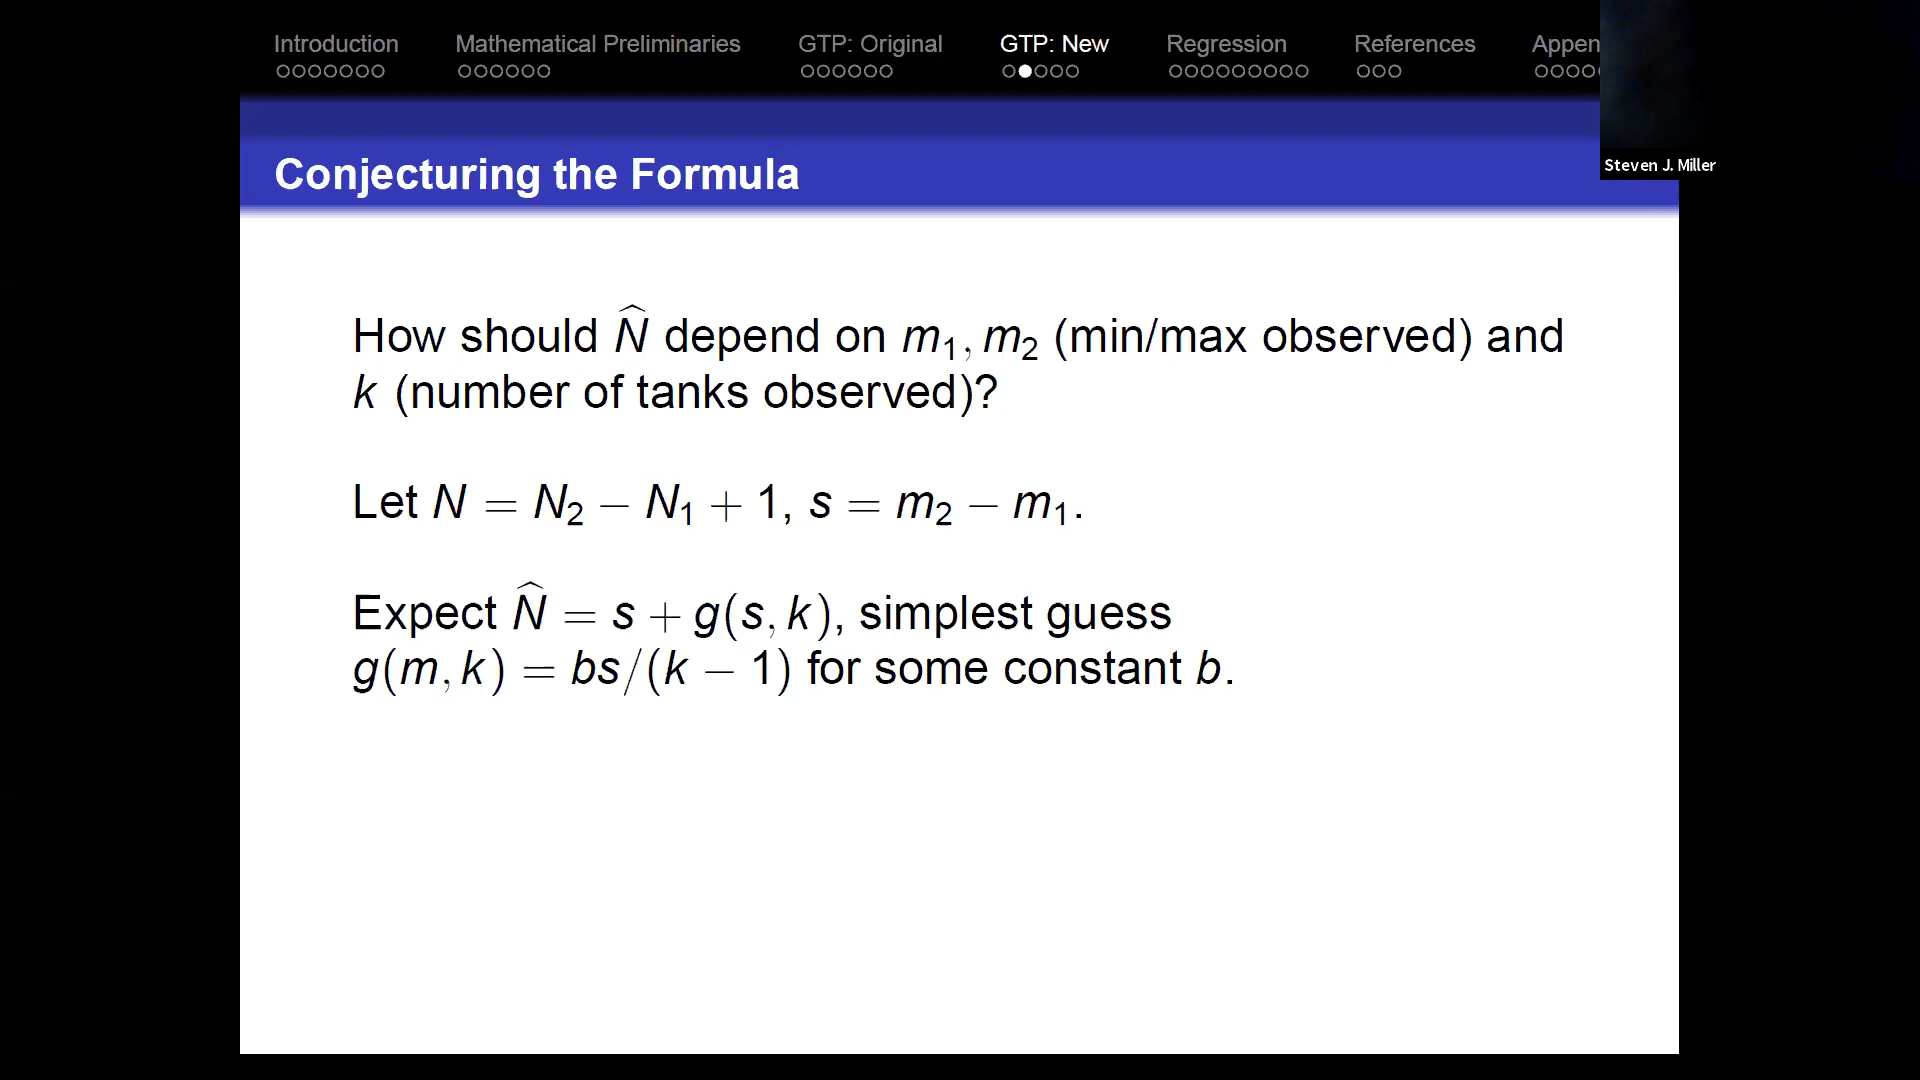 Introduction Mathematical Preliminaries GTP: Original GTP: New Regression References Appen
Steven J. Miller
Conjecturing the Formula
How should N̂ depend on m₁, m₂ (min/max observed) and
k (number of tanks observed)?
Let N = N₂ − N₁ + 1, s = m₂ − m₁.
Expect N̂ = s + g(s, k), simplest guess
g(m, k) = bs/(k − 1) for some constant b.